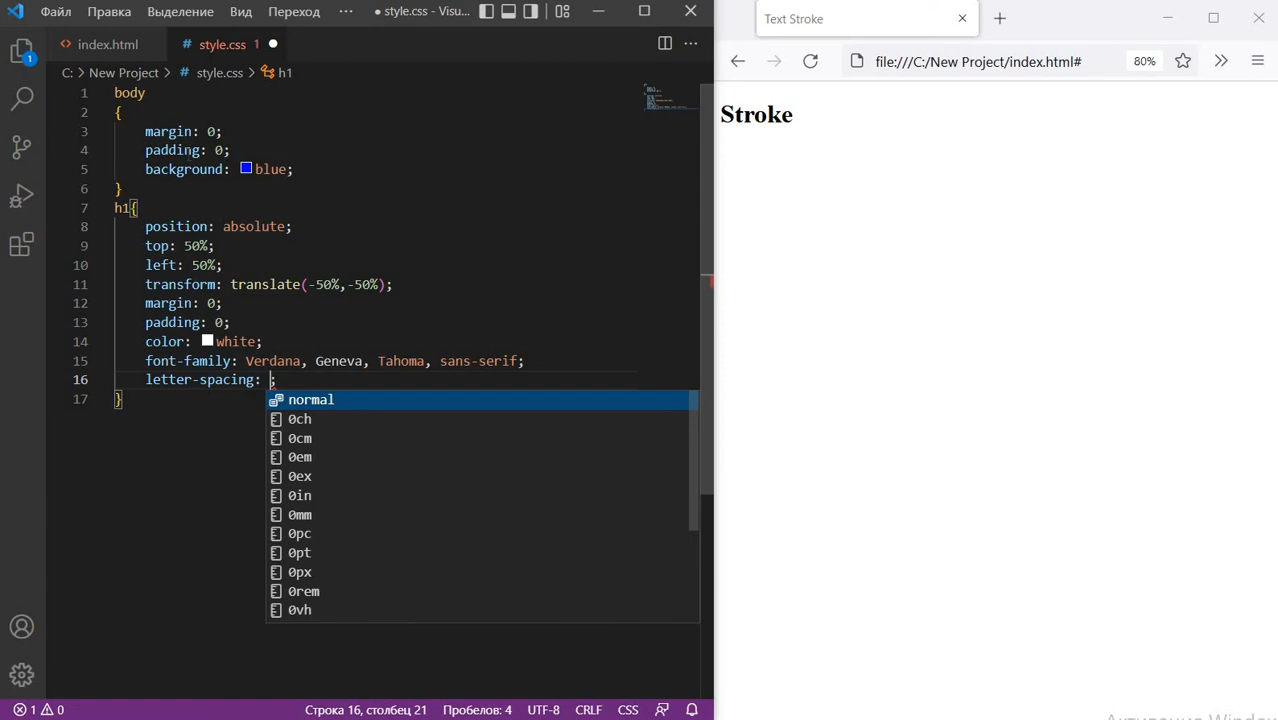 Файл Правка Выделение Вид Переход ··· ● style.css - Visu...
index.html # style.css 1 ●
C: > New Project > # style.css > h1
1 body
2 {
3 margin: 0;
4 padding: 0;
5 background: blue;
6 }
7 h1{
8 position: absolute;
9 top: 50%;
10 left: 50%;
11 transform: translate(-50%,-50%);
12 margin: 0;
13 padding: 0;
14 color: white;
15 font-family: Verdana, Geneva, Tahoma, sans-serif;
16 letter-spacing: ;
17 }
normal
0ch
0cm
0em
0ex
0in
0mm
0pc
0pt
0px
0rem
0vh
1
1 0 Строка 16, столбец 21 Пробелов: 4 UTF-8 CRLF CSS
Text Stroke
file:///C:/New Project/index.html# 80%
Stroke